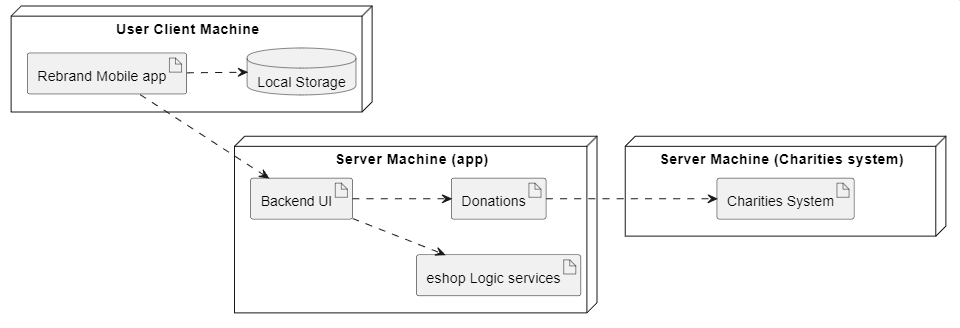 User Client Machine
Rebrand Mobile app
Local Storage
Server Machine (app)
Server Machine (Charities system)
Backend UI
Donations
Charities System
eshop Logic services